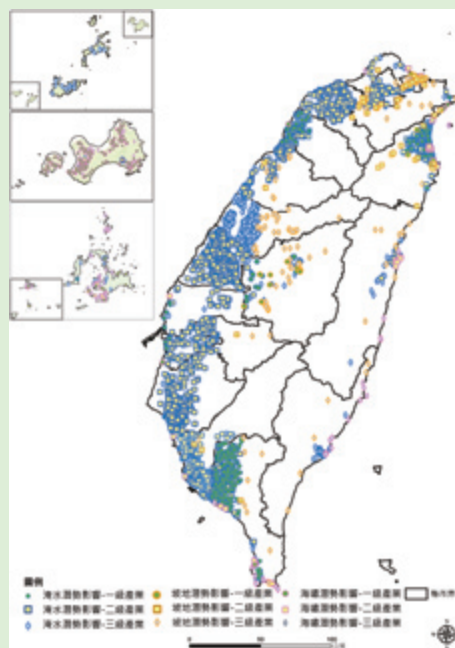 圖例
淹水潛勢影響-一級產業 坡地潛勢影響-一級產業 海嘯潛勢影響-一級產業
淹水潛勢影響-二級產業 坡地潛勢影響-二級產業 海嘯潛勢影響-二級產業
淹水潛勢影響-三級產業 坡地潛勢影響-三級產業 海嘯潛勢影響-三級產業
0 50 100